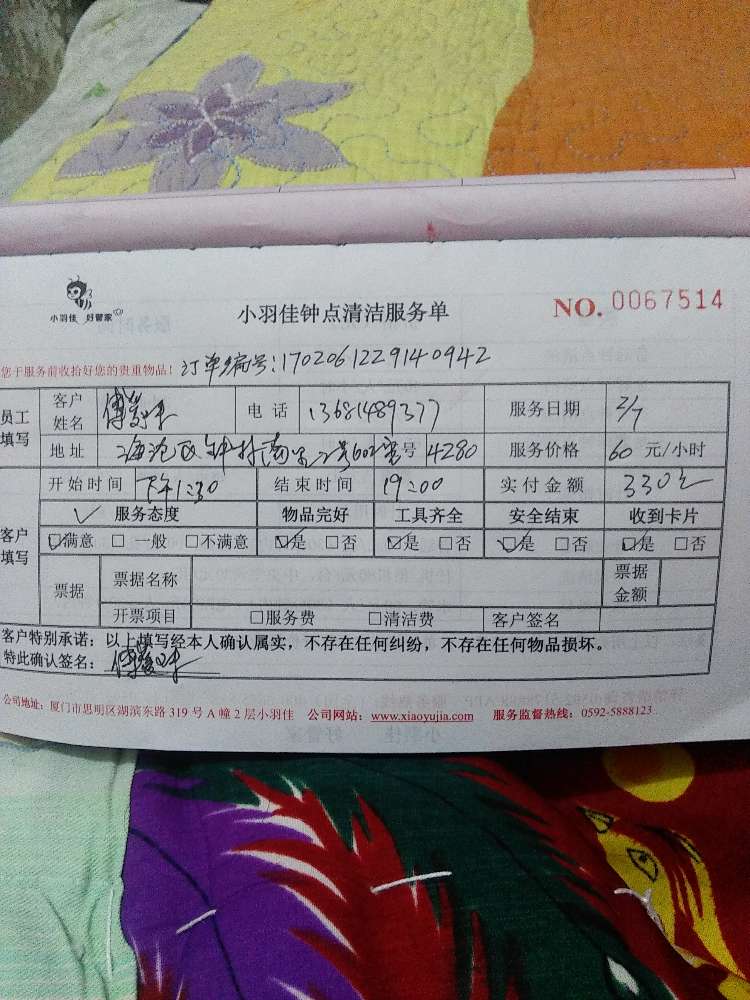 小羽佳 好管家
小羽佳钟点清洁服务单
NO. 0067514
您于服务前收拾好您的贵重物品！订单编号:1702061229140942
员工填写 客户姓名 傅 电话 13681489377 服务日期 2/7
地址 海沧区 号 4280 服务价格 60 元/小时
开始时间 下午1:30 结束时间 19:00 实付金额 330元
客户填写 ✓ 服务态度 物品完好 工具齐全 安全结束 收到卡片
☑满意 □ 一般 □不满意 ☑是 □否 ☑是 □否 ☑是 □否 ☑是 □否
票据 票据名称 票据金额
开票项目 □服务费 □清洁费 客户签名
客户特别承诺：以上填写经本人确认属实，不存在任何纠纷，不存在任何物品损坏。
特此确认签名： 傅
公司地址：厦门市思明区湖滨东路 319 号 A 幢 2 层小羽佳 公司网站：www.xiaoyujia.com 服务监督热线：0592-5888123